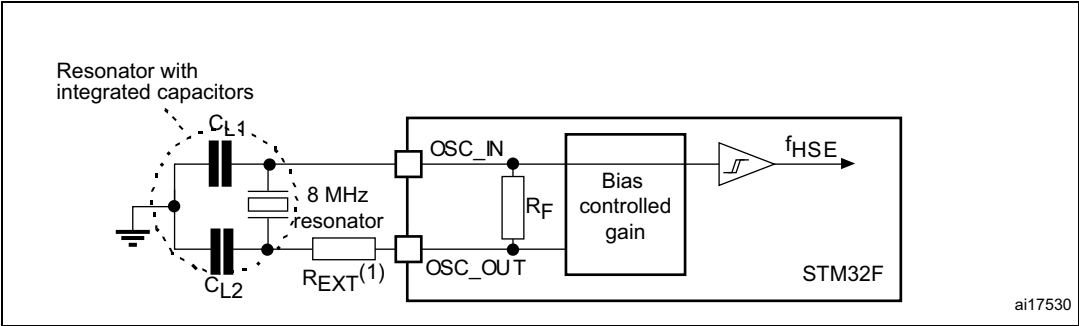 Resonator with
integrated capacitors
CL1
OSC_IN
fHSE
8 MHz
resonator
RF
Bias
controlled
gain
REXT(1)
OSC_OUT
CL2
STM32F
ai17530